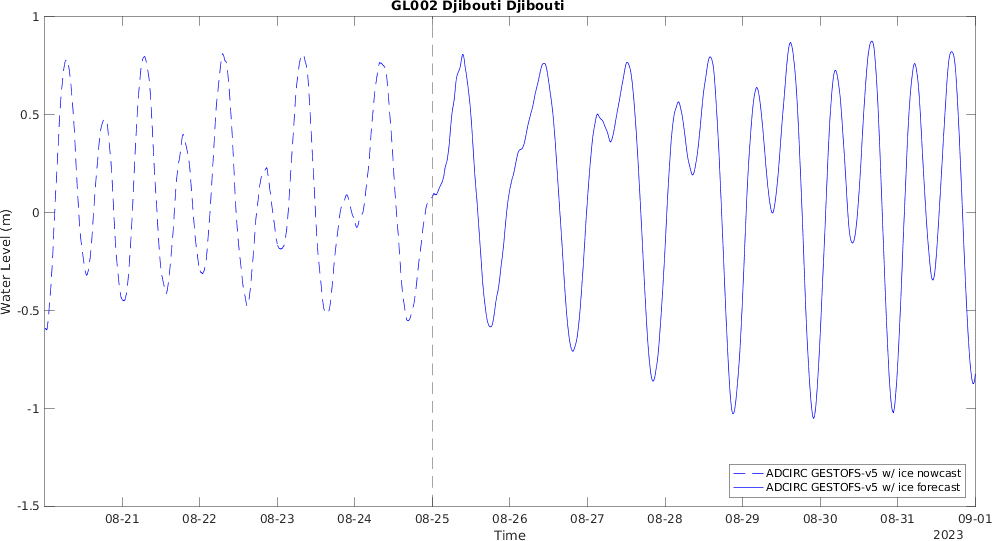 GL002 Djibouti Djibouti
1
0.5
0
-0.5
-1
-1.5
Water Level (m)
ADCIRC GESTOFS-v5 w/ ice nowcast
ADCIRC GESTOFS-v5 w/ ice forecast
08-21 08-22 08-23 08-24 08-25 08-26 08-27 08-28 08-29 08-30 08-31 09-01
Time
2023